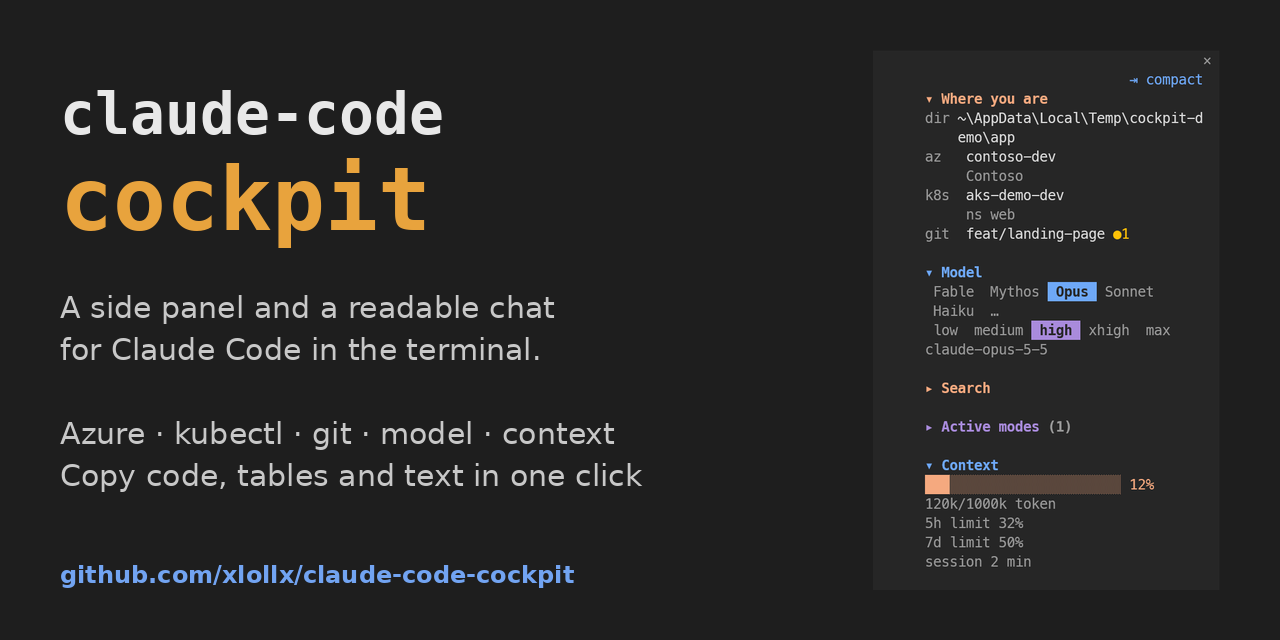 claude-code
cockpit
A side panel and a readable chat
for Claude Code in the terminal.
Azure · kubectl · git · model · context
Copy code, tables and text in one click
github.com/xlollx/claude-code-cockpit
×
⇥ compact
▾ Where you are
dir ~\AppData\Local\Temp\cockpit-d
emo\app
az contoso-dev
Contoso
k8s aks-demo-dev
ns web
git feat/landing-page ●1
▾ Model
Fable Mythos Opus Sonnet
Haiku …
low medium high xhigh max
claude-opus-5-5
▸ Search
▸ Active modes (1)
▾ Context
12%
120k/1000k token
5h limit 32%
7d limit 50%
session 2 min